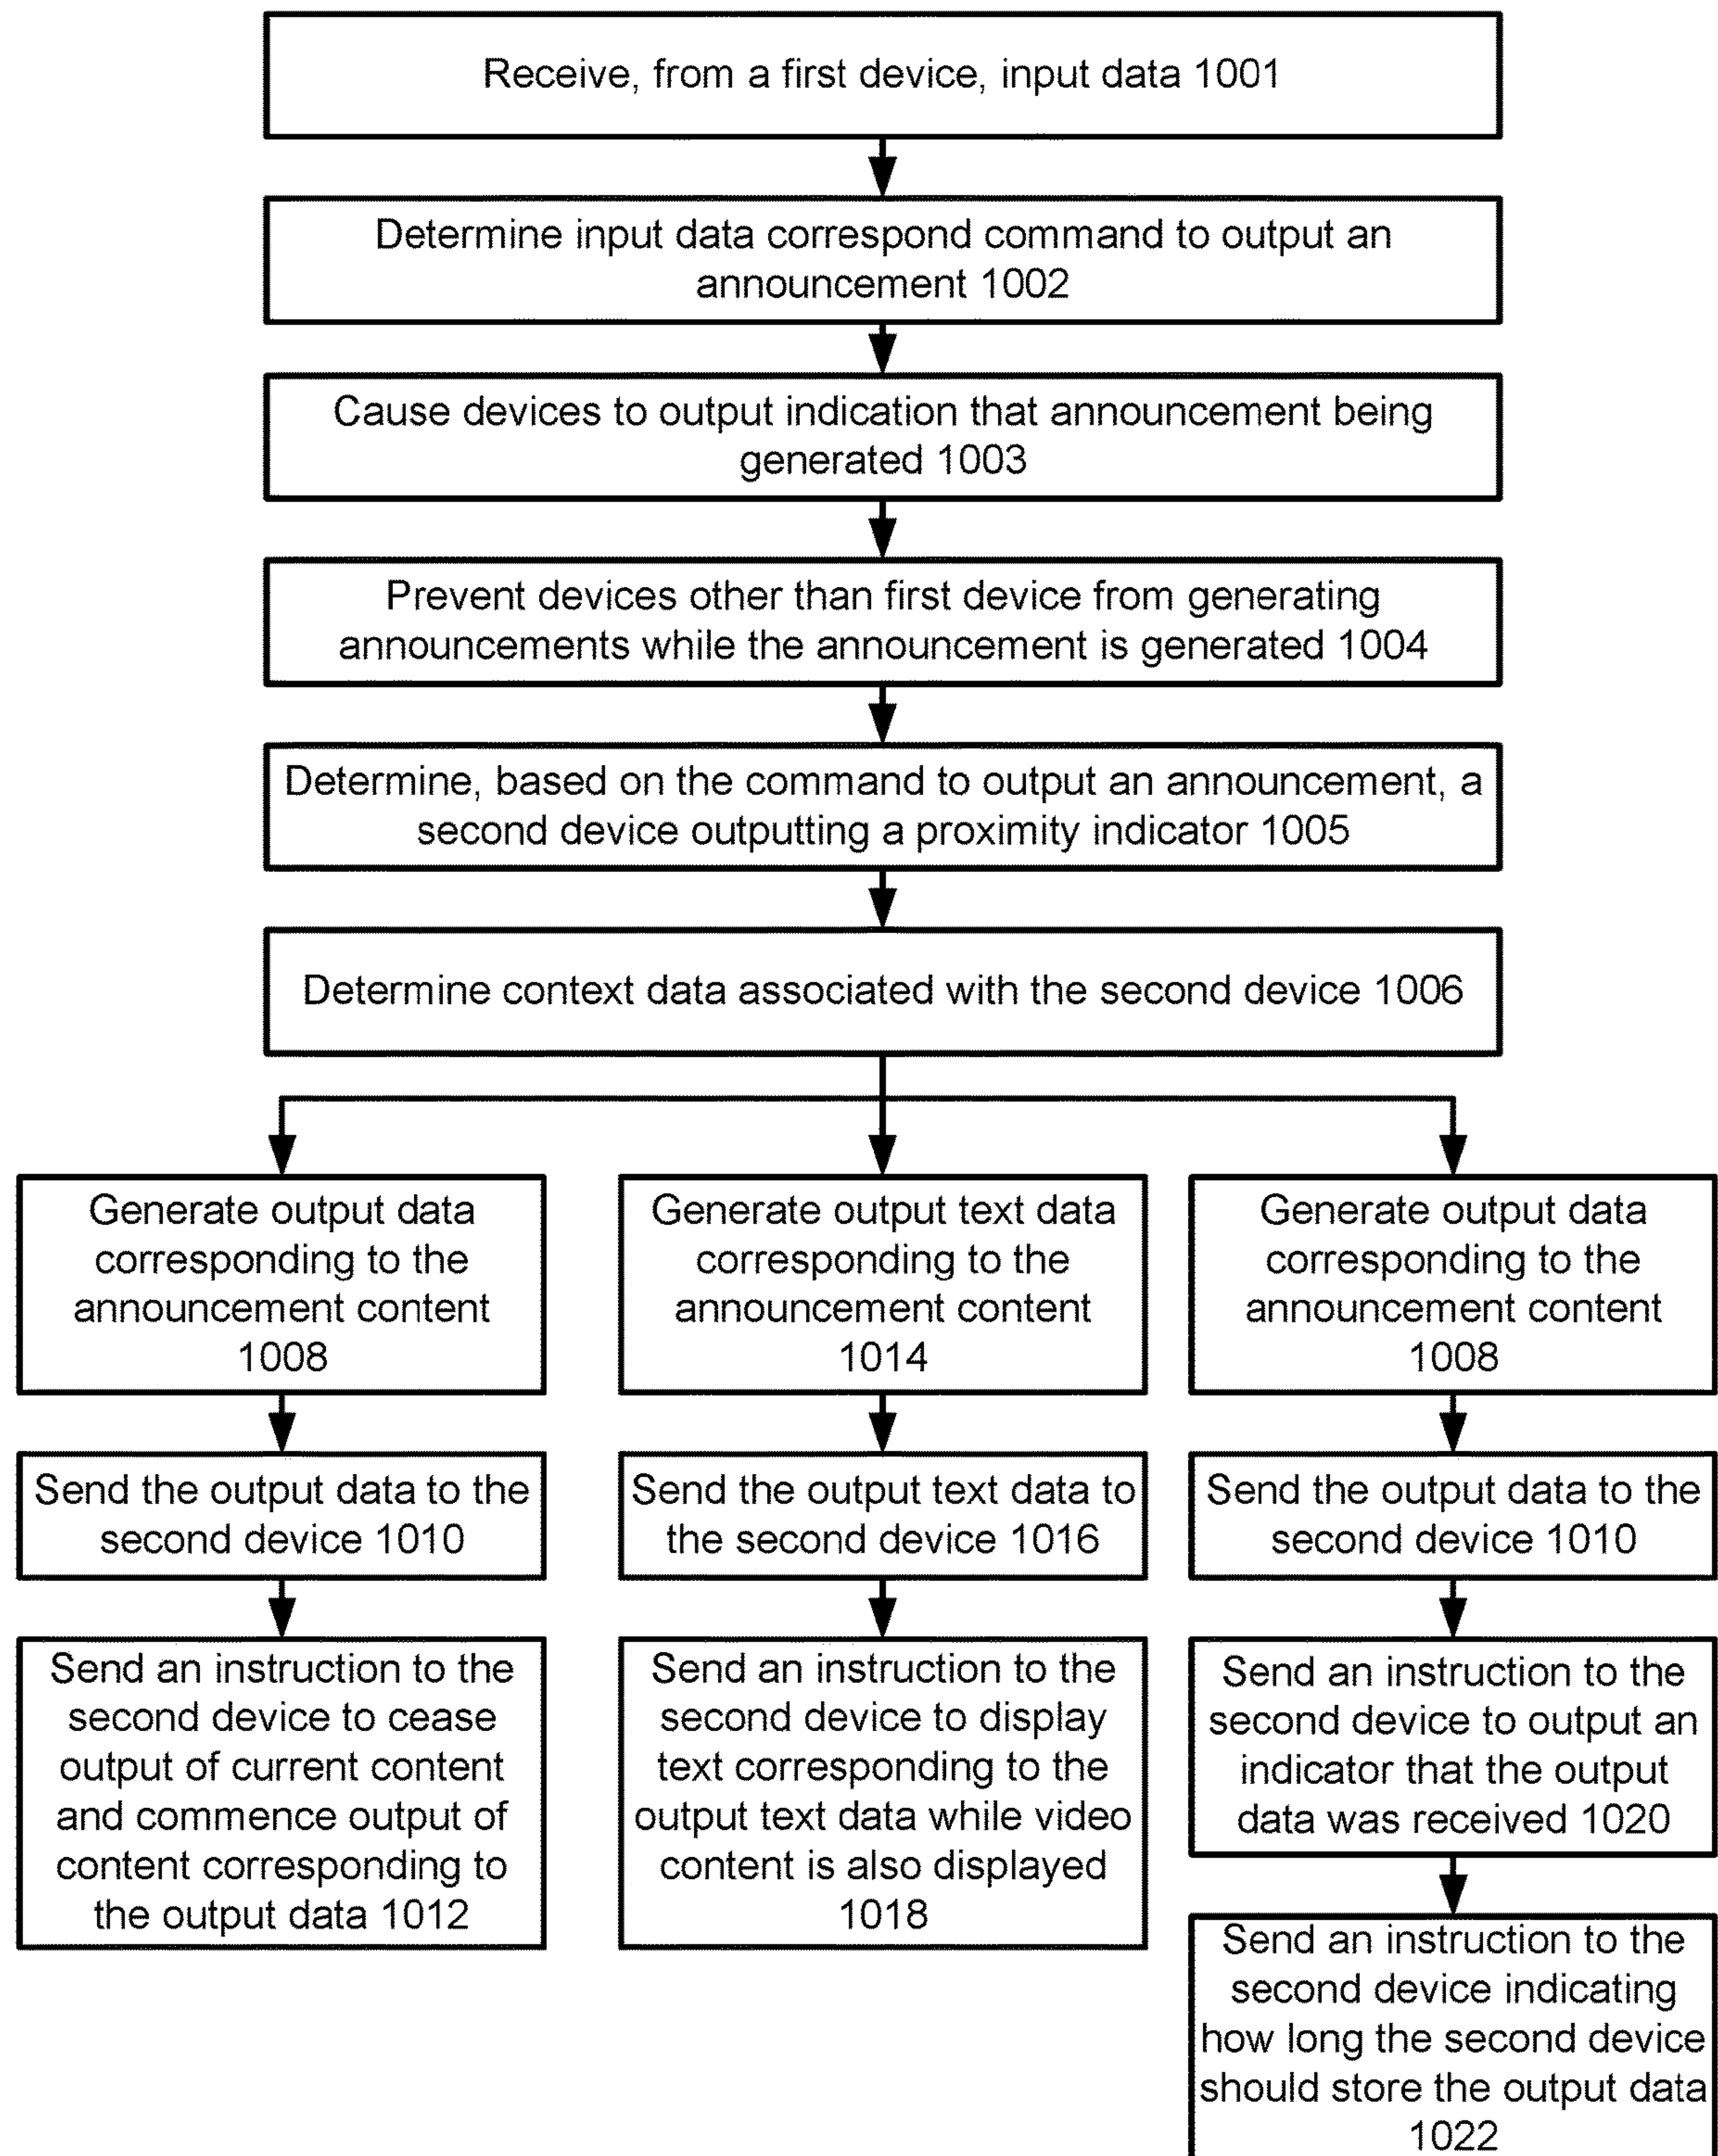 Receive, from a first device, input data 1001
Determine input data correspond command to output an
announcement 1002
Cause devices to output indication that announcement being
generated 1003
Prevent devices other than first device from generating
announcements while the announcement is generated 1004
Determine, based on the command to output an announcement, a
second device outputting a proximity indicator 1005
Determine context data associated with the second device 1006
Generate output data
corresponding to the
announcement content
1008
Send the output data to the
second device 1010
Send an instruction to the
second device to cease
output of current content
and commence output of
content corresponding to
the output data 1012
Generate output text data
corresponding to the
announcement content
1014
Send the output text data to
the second device 1016
Send an instruction to the
second device to display
text corresponding to the
output text data while video
content is also displayed
1018
Generate output data
corresponding to the
announcement content
1008
Send the output data to the
second device 1010
Send an instruction to the
second device to output an
indicator that the output
data was received 1020
Send an instruction to the
second device indicating
how long the second device
should store the output data
1022